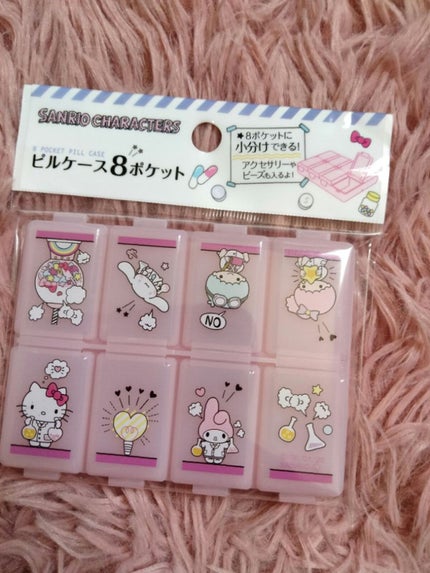 SANRIO CHARACTERS
8 POCKET PILL CASE
ピルケース8ポケット
➡8ポケットに
小分けできる!
アクセサリーや
ビーズも入るよ!
NO